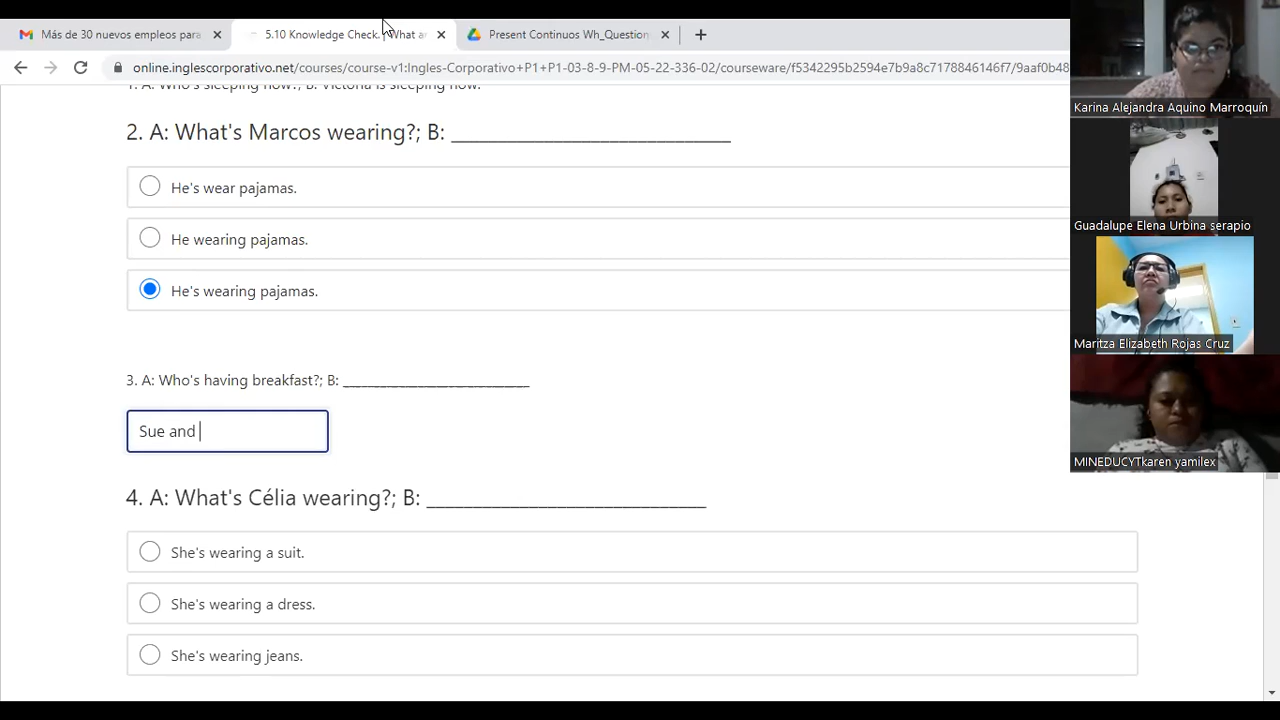 Más de 30 nuevos empleos para
5.10 Knowledge Check. | What ar
Present Continuos Wh_Question
online.inglescorporativo.net/courses/course-v1:Ingles-Corporativo+P1+P1-03-8-9-PM-05-22-336-02/courseware/f5342295b2594e7b9a8c7178846146f7/9aaf0b48
1. A: Who's sleeping now?; B: Victoria is sleeping now.
2. A: What's Marcos wearing?; B: ____________________________
He's wear pajamas.
He wearing pajamas.
He's wearing pajamas.
3. A: Who's having breakfast?; B: ____________________________
Sue and
4. A: What's Célia wearing?; B: ____________________________
She's wearing a suit.
She's wearing a dress.
She's wearing jeans.
Karina Alejandra Aquino Marroquín
Guadalupe Elena Urbina serapio
Maritza Elizabeth Rojas Cruz
MINEDUCYTkaren yamilex